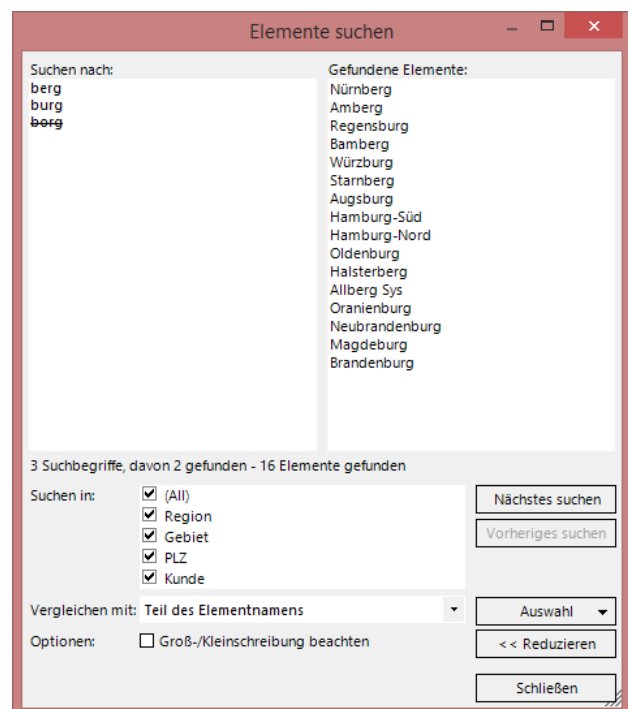 Elemente suchen
Suchen nach:
berg
burg
borg
Gefundene Elemente:
Nürnberg
Amberg
Regensburg
Bamberg
Würzburg
Starnberg
Augsburg
Hamburg-Süd
Hamburg-Nord
Oldenburg
Halsterberg
Allberg Sys
Oranienburg
Neubrandenburg
Magdeburg
Brandenburg
3 Suchbegriffe, davon 2 gefunden - 16 Elemente gefunden
Suchen in:
(All)
Region
Gebiet
PLZ
Kunde
Nächstes suchen
Vorheriges suchen
Vergleichen mit: Teil des Elementnamens
Auswahl
Optionen: Groß-/Kleinschreibung beachten
<< Reduzieren
Schließen